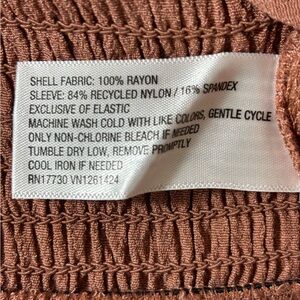 SHELL FABRIC: 100% RAYON
SLEEVE: 84% RECYCLED NYLON / 16% SPANDEX
EXCLUSIVE OF ELASTIC
MACHINE WASH COLD WITH LIKE COLORS, GENTLE CYCLE
ONLY NON-CHLORINE BLEACH IF NEEDED
TUMBLE DRY LOW, REMOVE PROMPTLY
COOL IRON IF NEEDED
RN17730 VN1261424